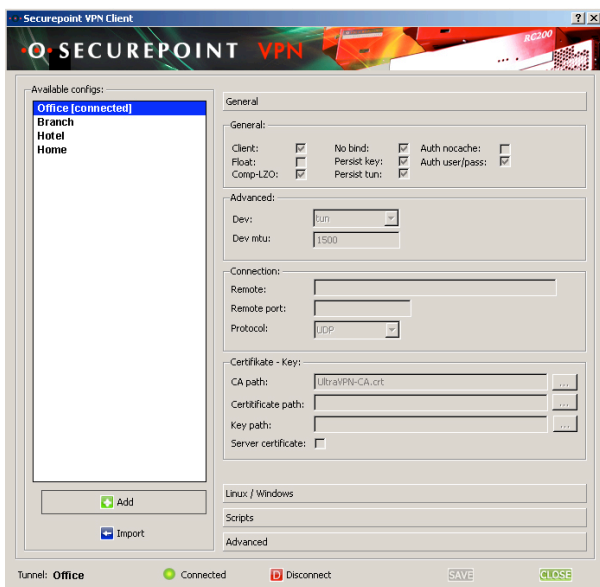 Securepoint VPN Client
SECUREPOINT VPN
RC200
Available configs:
Office [connected]
Branch
Hotel
Home
Add
Import
General
General:
Client: No bind: Auth nocache:
Float: Persist key: Auth user/pass:
Comp-LZO: Persist tun:
Advanced:
Dev: tun
Dev mtu: 1500
Connection:
Remote:
Remote port:
Protocol: UDP
Certifikate - Key:
CA path: UltraVPN-CA.crt ...
Certitificate path: ...
Key path: ...
Server certificate:
Linux / Windows
Scripts
Advanced
Tunnel: Office Connected D Disconnect SAVE CLOSE